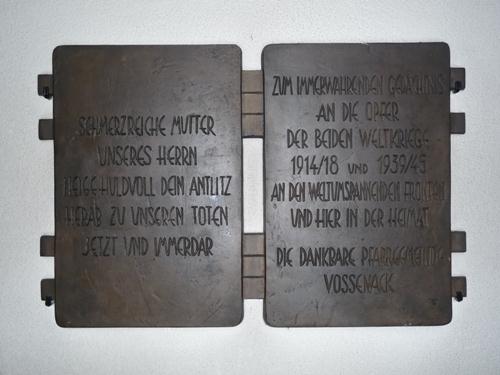 SCHMERZREICHE MUTTER
UNSERES HERRN
NEIGE HULDVOLL DEIN ANTLITZ
HERAB ZU UNSEREN TOTEN
JETZT UND IMMERDAR
ZUM IMMERWÄHRENDEN GEDÄCHTNIS
AN DIE OPFER
DER BEIDEN WELTKRIEGE
1914/18 UND 1939/45
AN DEN WELTUMSPANNENDEN FRONTEN
UND HIER IN DER HEIMAT
DIE DANKBARE PFARRGEMEINDE
VOSSENACK